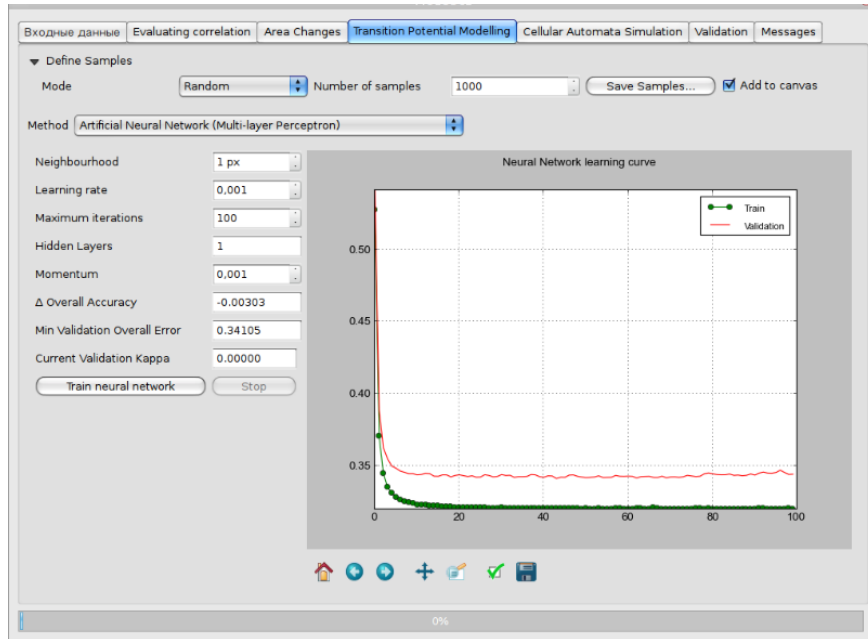 Входные данные Evaluating correlation Area Changes Transition Potential Modelling Cellular Automata Simulation Validation Messages
Define Samples
Mode Random Number of samples 1000 Save Samples... Add to canvas
Method Artificial Neural Network (Multi-layer Perceptron)
Neighbourhood 1 px
Learning rate 0,001
Maximum iterations 100
Hidden Layers 1
Momentum 0,001
Δ Overall Accuracy -0.00303
Min Validation Overall Error 0.34105
Current Validation Kappa 0.00000
Train neural network Stop
Neural Network learning curve
Train
Validation
0.50
0.45
0.40
0.35
0 20 40 60 80 100
0%